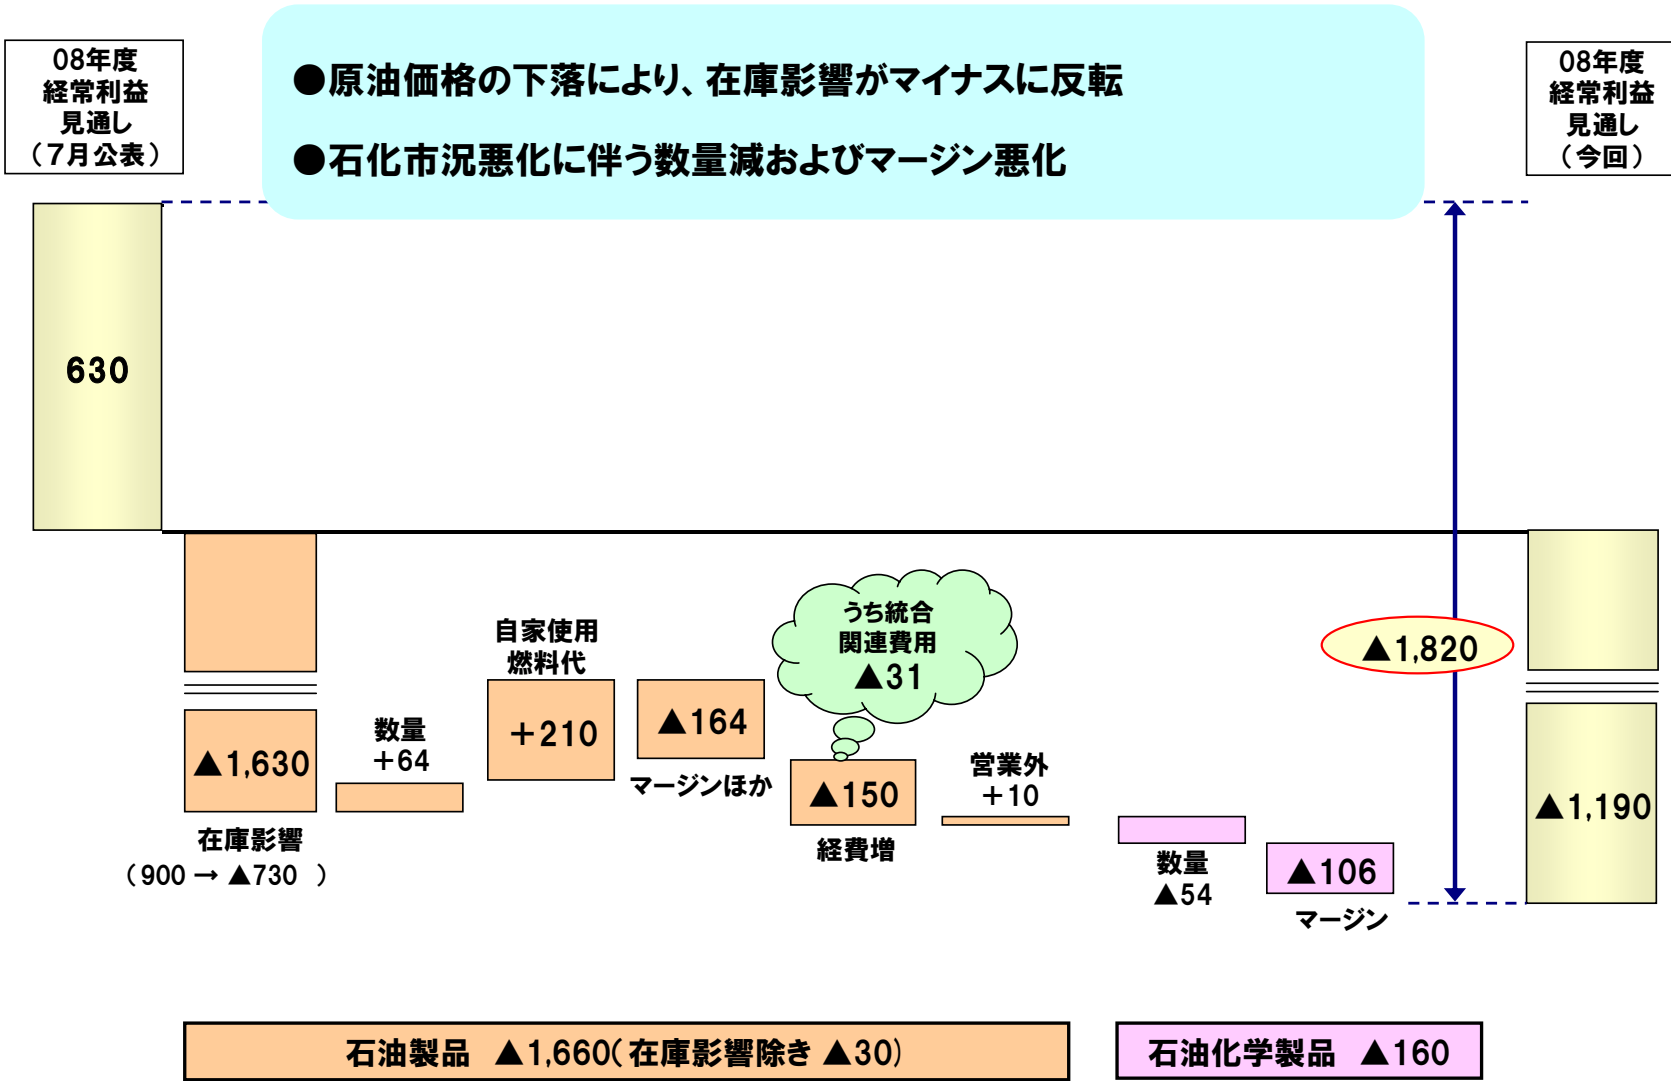 08年度
経常利益
見通し
（7月公表）
●原油価格の下落により、在庫影響がマイナスに反転
●石化市況悪化に伴う数量減およびマージン悪化
08年度
経常利益
見通し
（今回）
630
▲1,630
在庫影響
（900 → ▲730 ）
数量
＋64
自家使用
燃料代
＋210
▲164
マージンほか
うち統合
関連費用
▲31
▲150
経費増
営業外
＋10
数量
▲54
▲106
マージン
▲1,820
▲1,190
石油製品 ▲1,660（在庫影響除き ▲30）
石油化学製品 ▲160